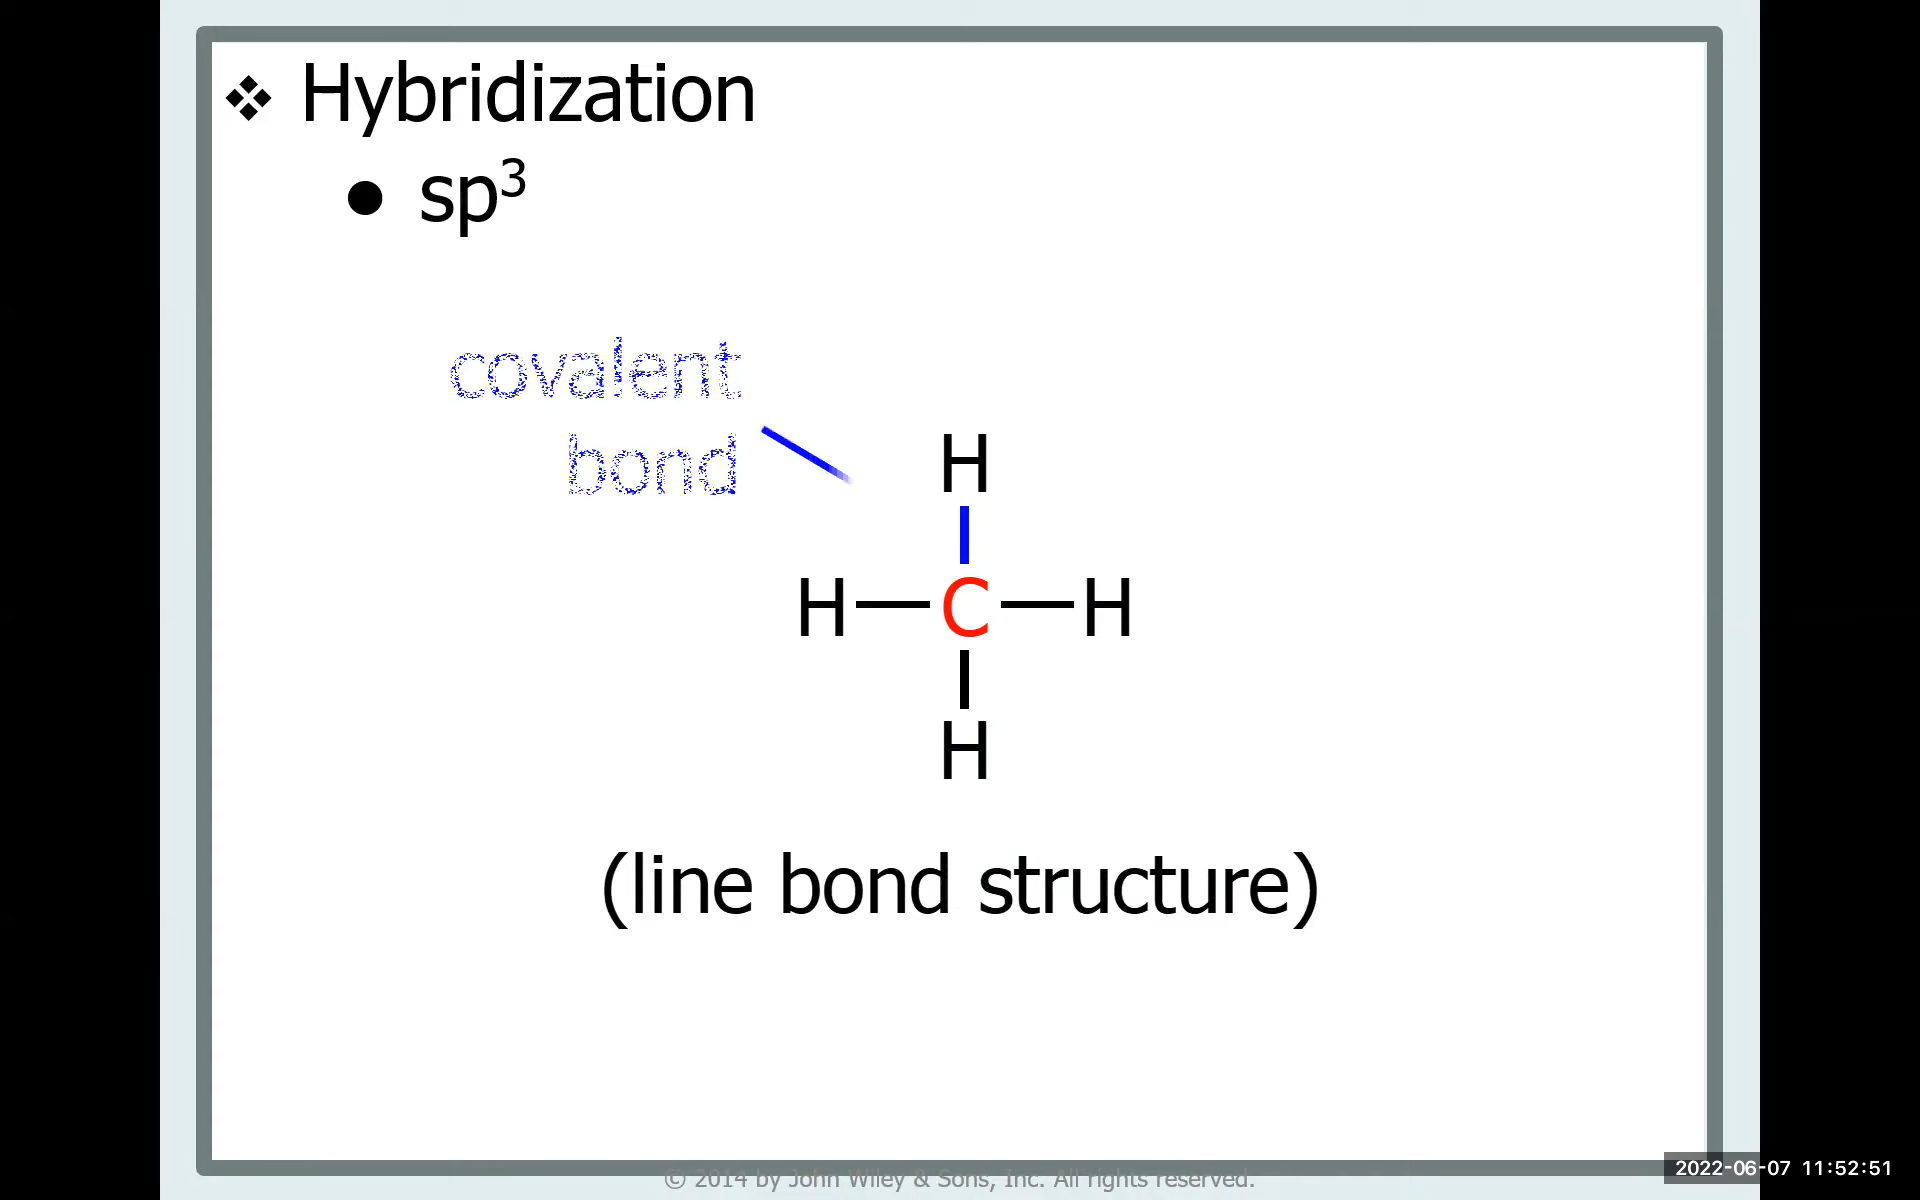 ❖ Hybridization
● sp³
covalent
bond
H
H C H
H
(line bond structure)
© 2014 by John Wiley & Sons, Inc. All rights reserved.
2022-06-07 11:52:51